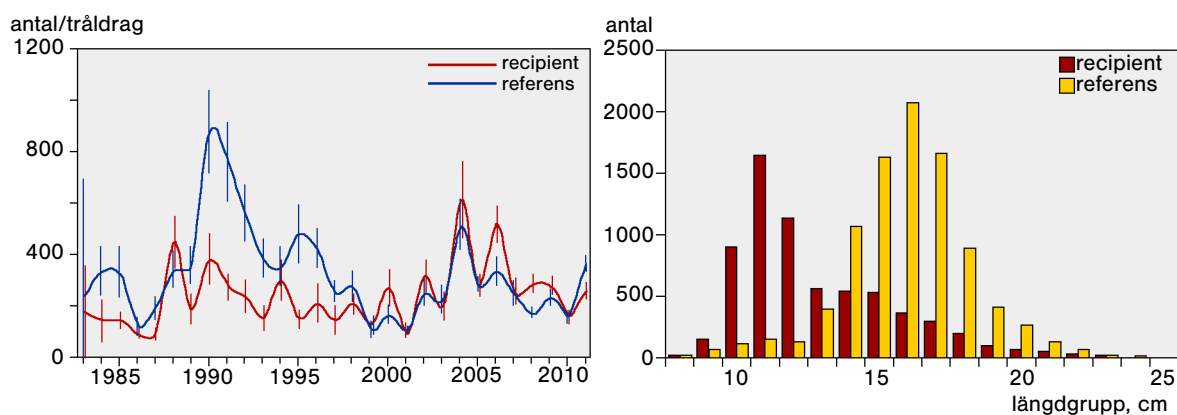 antal/tråldrag
1200
800
400
0
1985 1990 1995 2000 2005 2010
recipient
referens
antal
2500
2000
1500
1000
500
0
10 15 20 25
längdgrupp, cm
recipient
referens